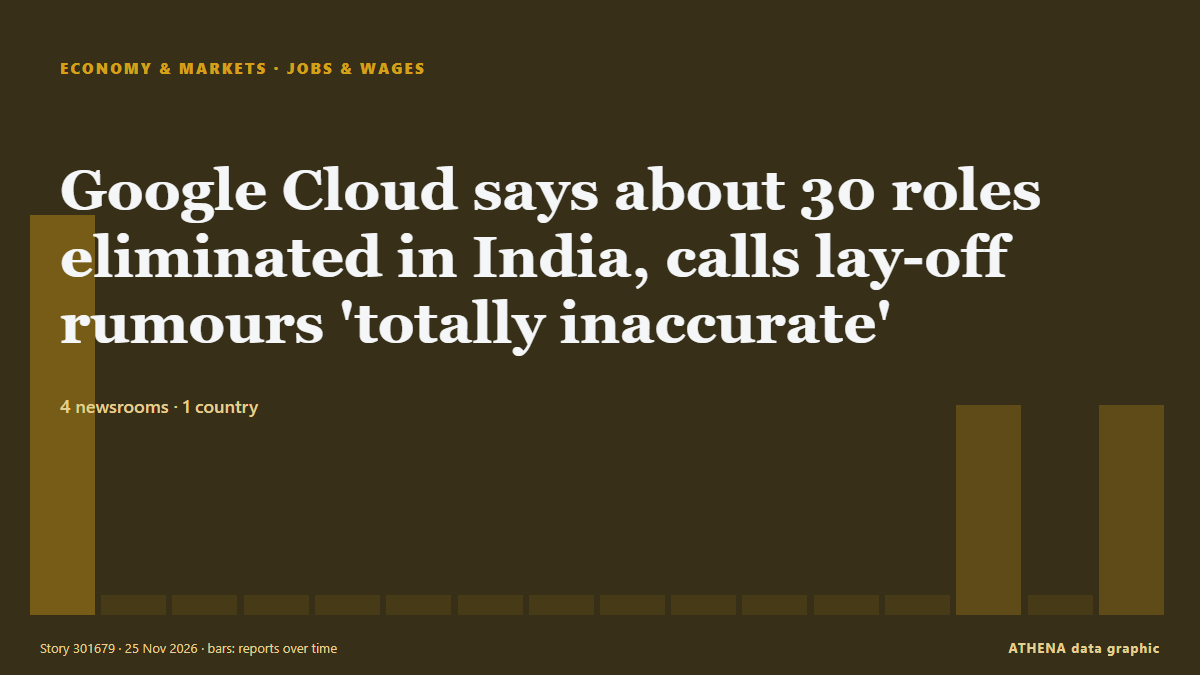 ECONOMY & MARKETS · JOBS & WAGES
Google Cloud says about 30 roles
eliminated in India, calls lay-off
rumours 'totally inaccurate'
4 newsrooms · 1 country
Story 301679 · 25 Nov 2026 · bars: reports over time
ATHENA data graphic